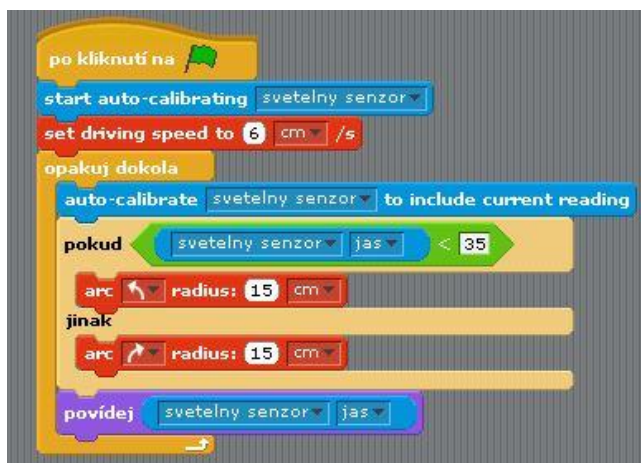 po kliknutí na
start auto-calibrating svetelny senzor
set driving speed to 6 cm /s
opakuj dokola
auto-calibrate svetelny senzor to include current reading
pokud svetelny senzor jas < 35
arc radius: 15 cm
jinak
arc radius: 15 cm
povídej svetelny senzor jas